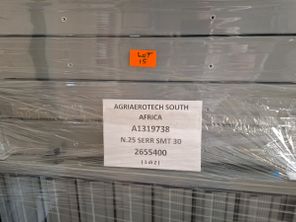 LOT
15
AGRIAEROTECH SOUTH
AFRICA
A1319738
N.25 SERR SMT 30
2655400
(1di2)